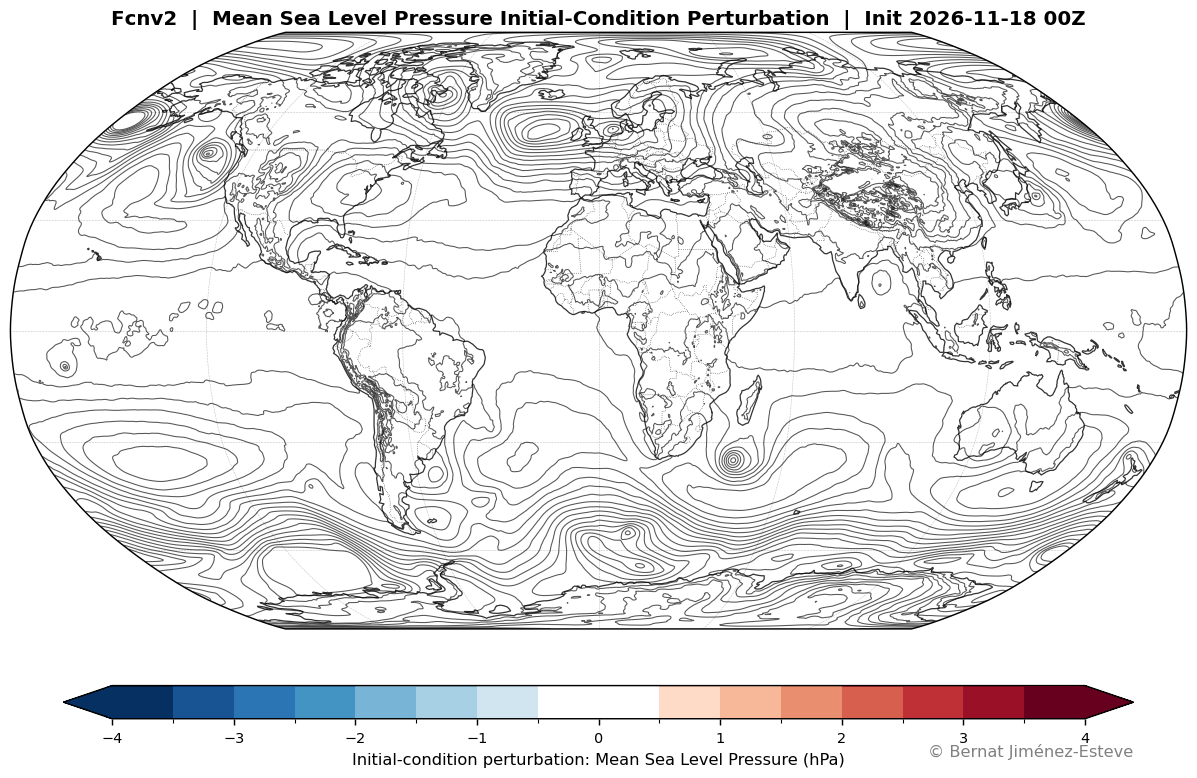 Fcnv2 | Mean Sea Level Pressure Initial-Condition Perturbation | Init 2026-11-18 00Z
−4 −3 −2 −1 0 1 2 3 4
Initial-condition perturbation: Mean Sea Level Pressure (hPa)
© Bernat Jiménez-Esteve